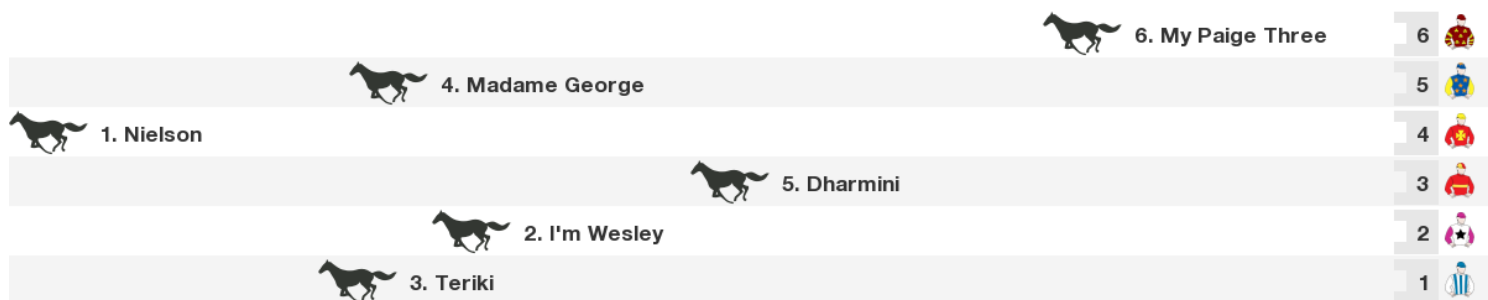 6. My Paige Three 6
4. Madame George 5
1. Nielson 4
5. Dharmini 3
2. I'm Wesley 2
3. Teriki 1